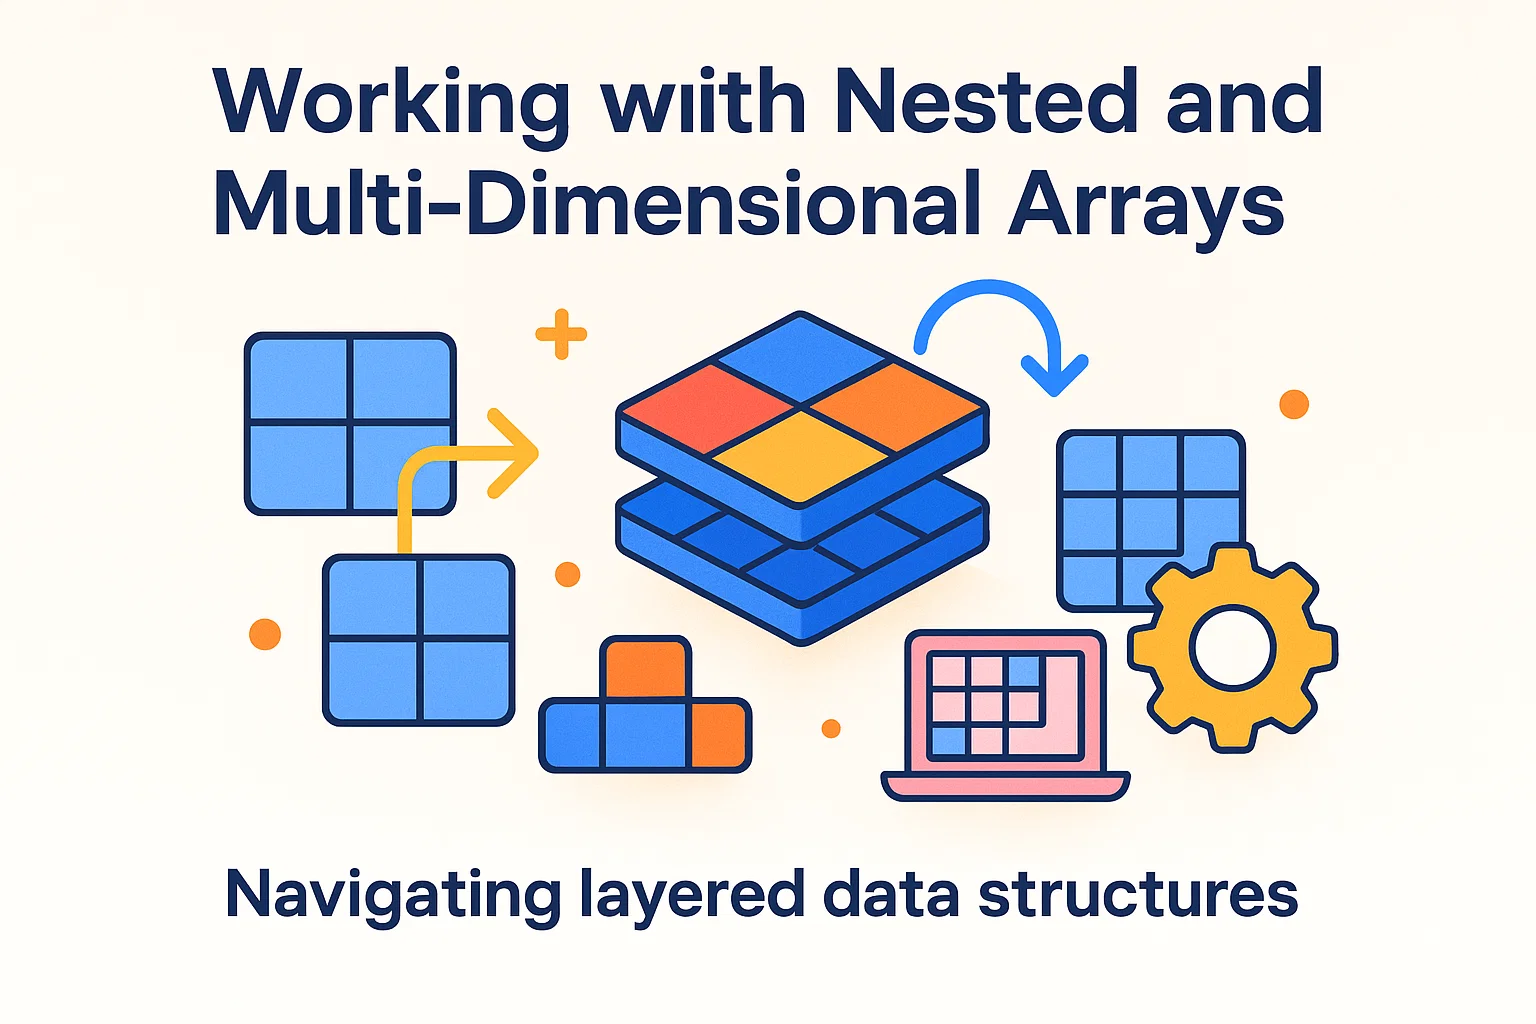 Working wiith Nested and
Multi-Dimensional Arrays
Navigating layered data structures